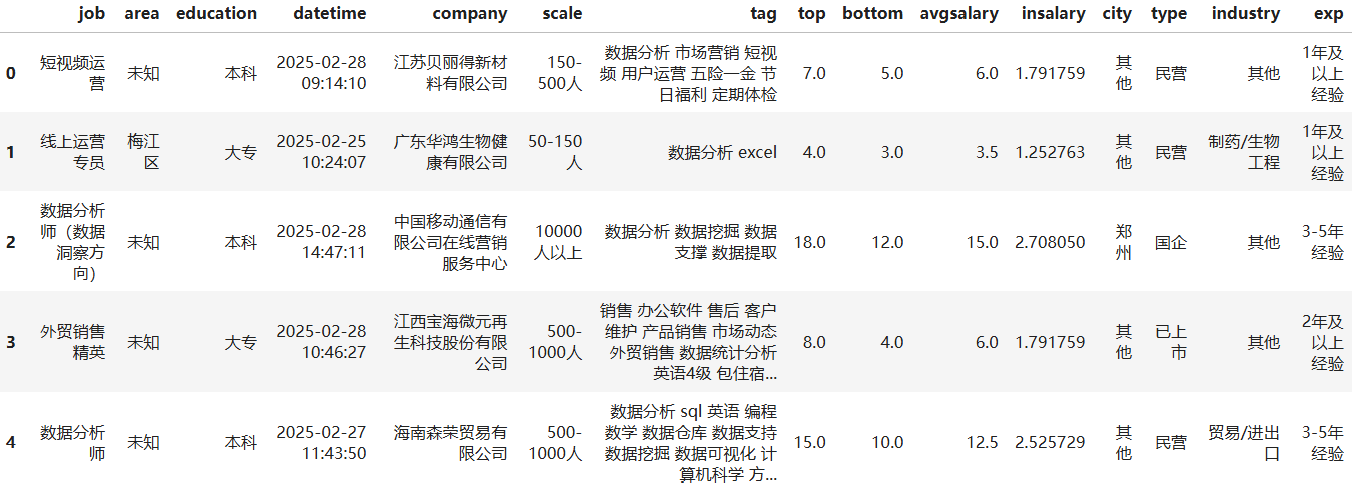 job area education datetime company scale tag top bottom avgsalary insalary city type industry exp
0 短视频运营 未知 本科 2025-02-28 09:14:10 江苏贝丽得新材料有限公司 150-500人 数据分析 市场营销 短视频 用户运营 五险一金 节日福利 定期体检 7.0 5.0 6.0 1.791759 其他 民营 其他 1年及以上经验
1 线上运营专员 梅江区 大专 2025-02-25 10:24:07 广东华鸿生物健康有限公司 50-150人 数据分析 excel 4.0 3.0 3.5 1.252763 其他 民营 制药/生物工程 1年及以上经验
2 数据分析师（数据洞察方向） 未知 本科 2025-02-28 14:47:11 中国移动通信有限公司在线营销服务中心 10000人以上 数据分析 数据挖掘 数据支撑 数据提取 18.0 12.0 15.0 2.708050 郑州 国企 其他 3-5年经验
3 外贸销售精英 未知 大专 2025-02-28 10:46:27 江西宝海微元再生科技股份有限公司 500-1000人 销售 办公软件 售后 客户维护 产品销售 市场动态 外贸销售 数据统计分析 英语4级 包住宿... 8.0 4.0 6.0 1.791759 其他 已上市 其他 2年及以上经验
4 数据分析师 未知 本科 2025-02-27 11:43:50 海南森荣贸易有限公司 500-1000人 数据分析 sql 英语 编程 数学 数据仓库 数据支持 数据挖掘 数据可视化 计算机科学 方... 15.0 10.0 12.5 2.525729 其他 民营 贸易/进出口 3-5年经验